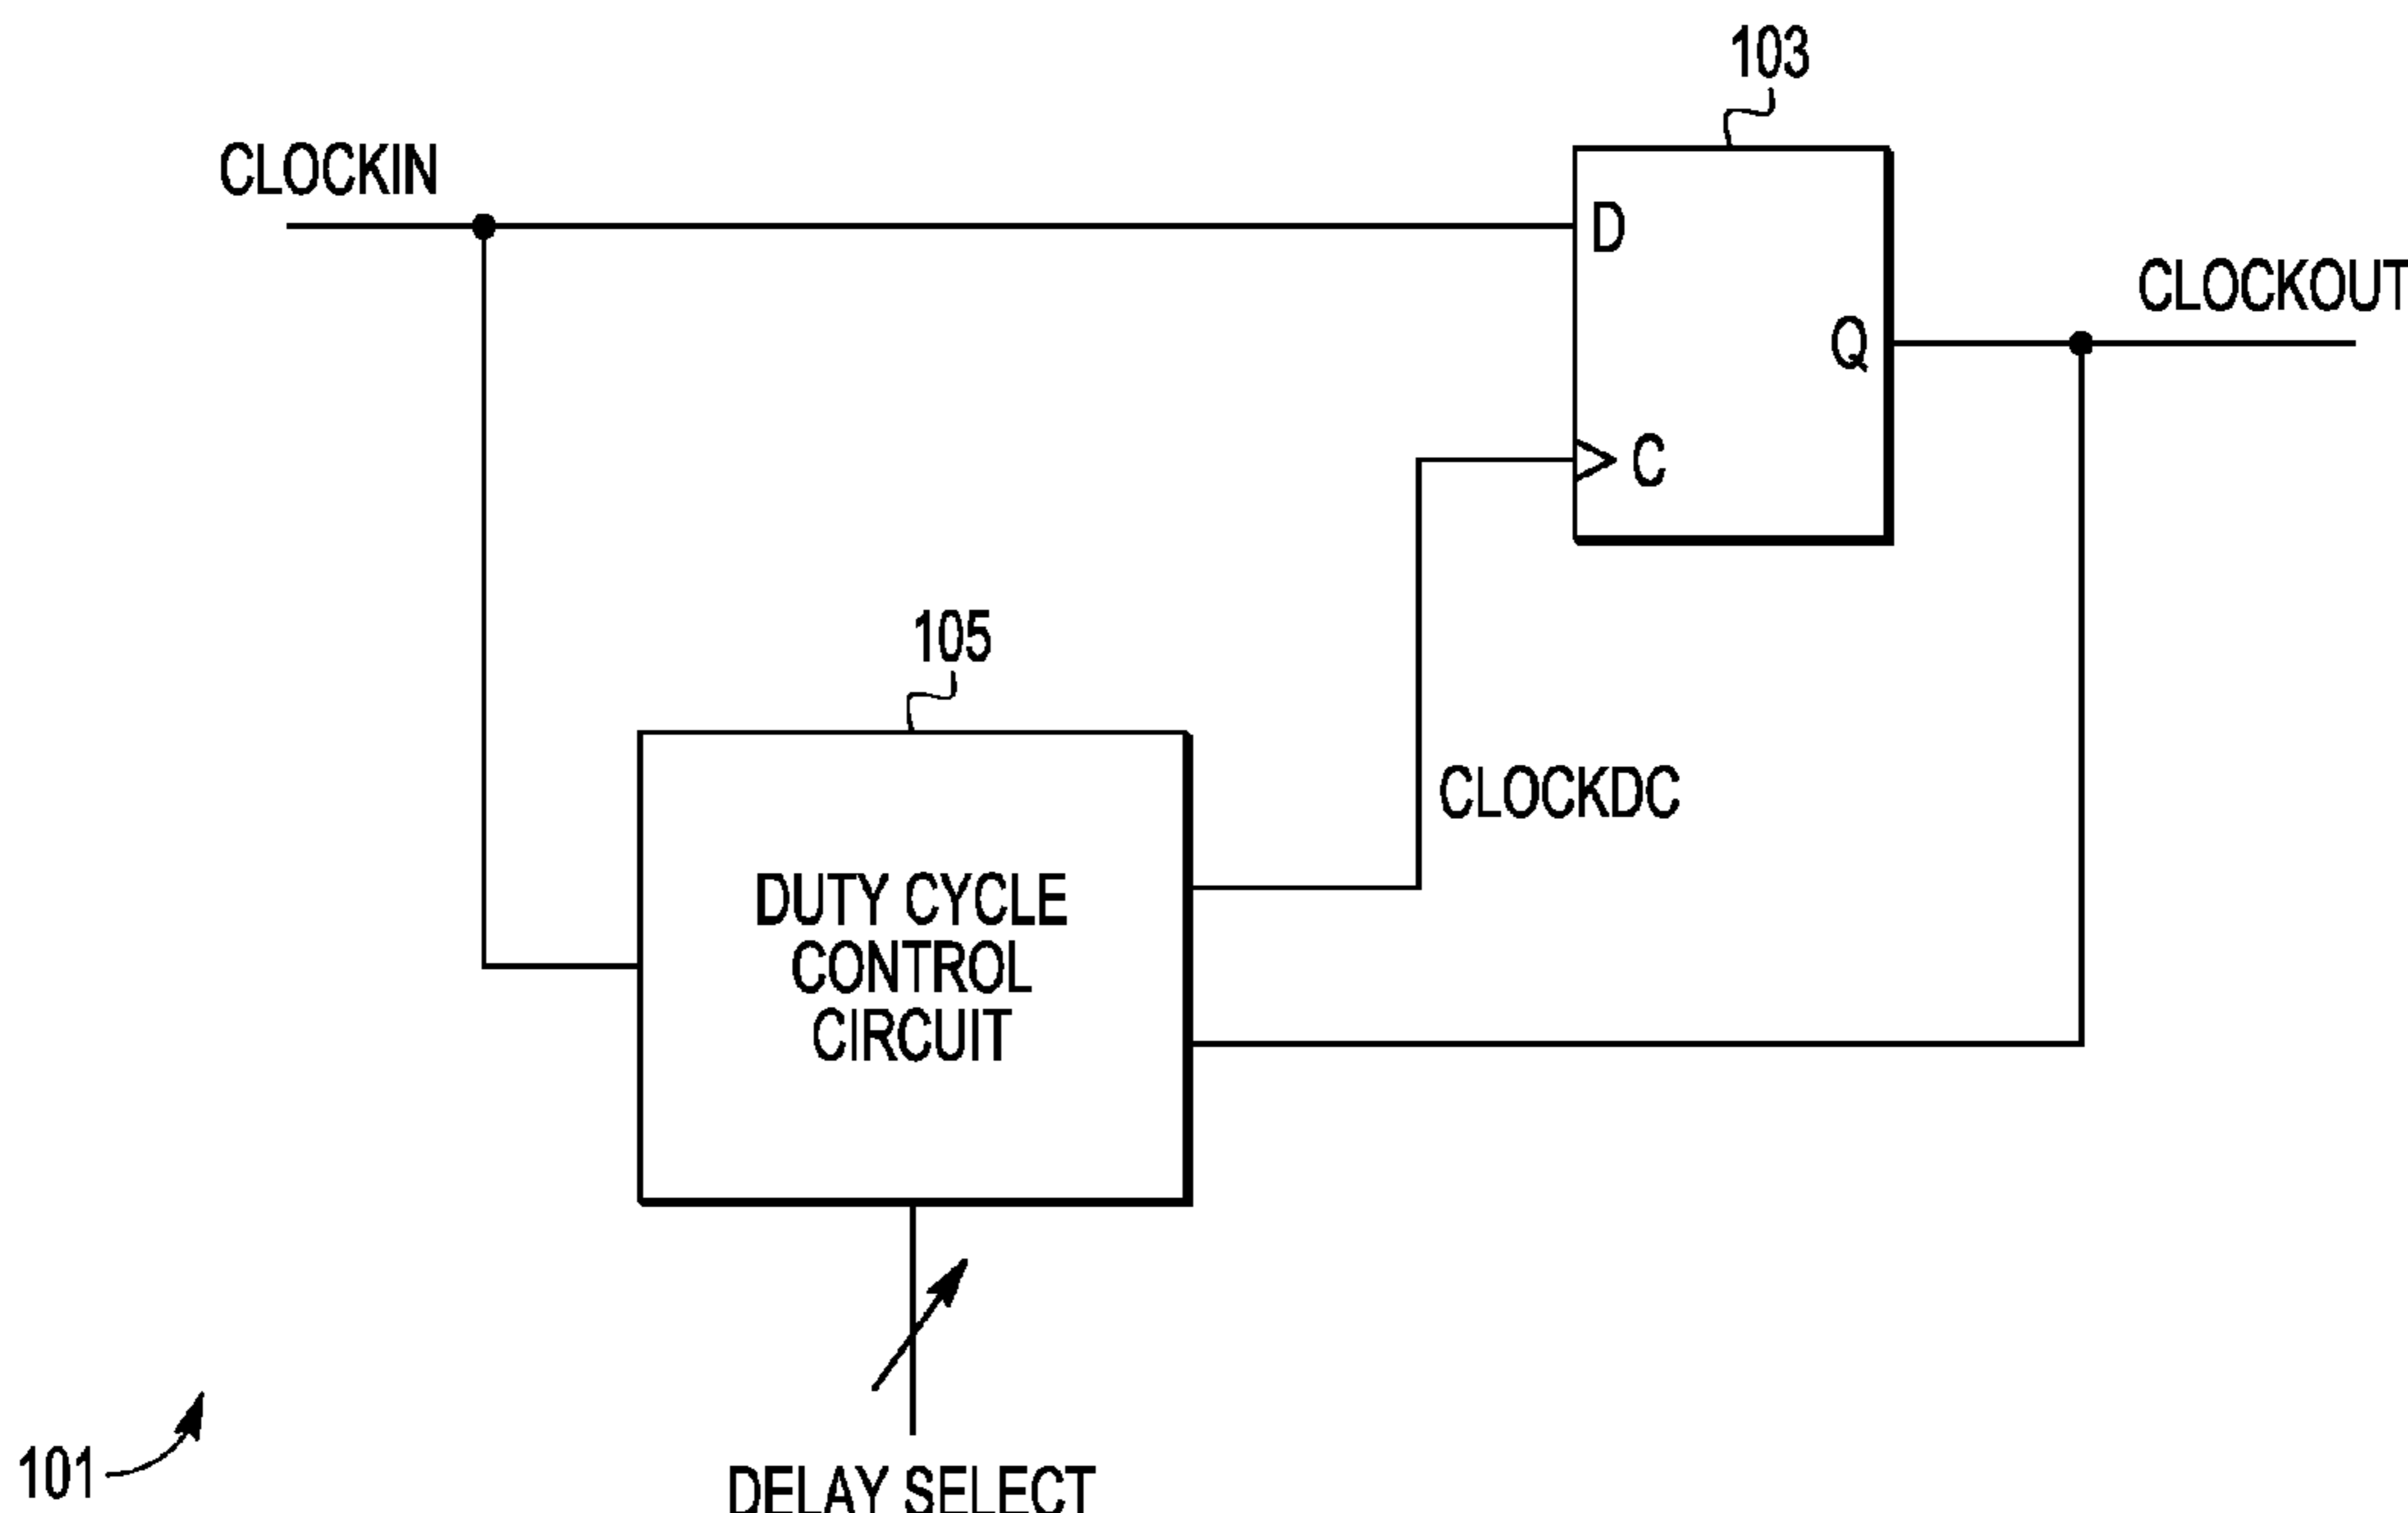 103
CLOCKIN
D
CLOCKOUT
Q
C
105
CLOCKDC
DUTY CYCLE
CONTROL
CIRCUIT
101
DELAY SELECT